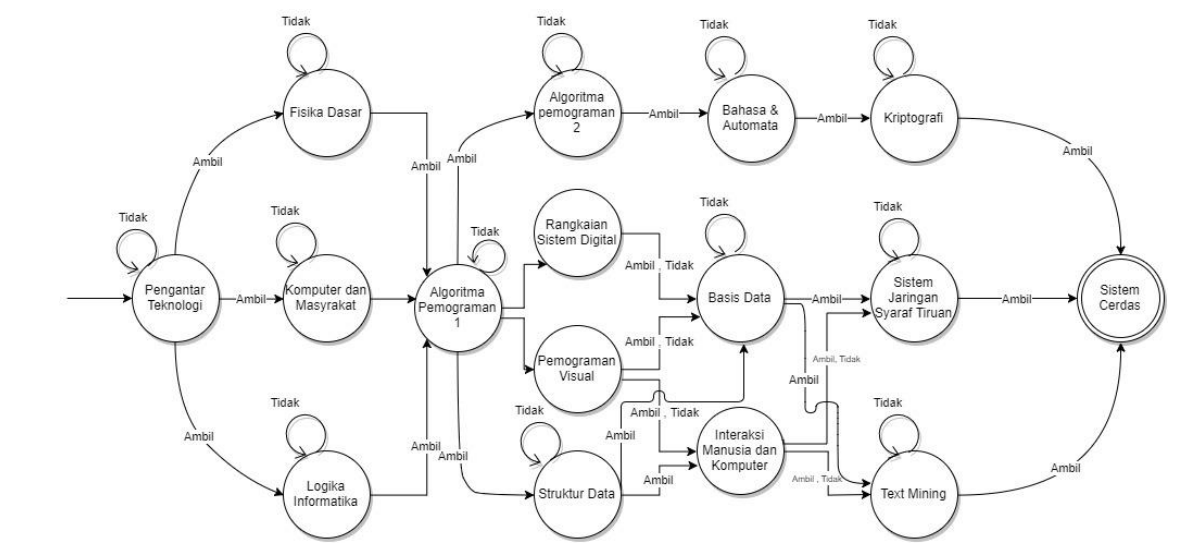 Tidak
Tidak
Tidak
Tidak
Fisika Dasar
Algoritma
pemograman
2
Ambil
Bahasa &
Automata
Ambil
Kriptografi
Ambil
Ambil
Ambil
Ambil
Tidak
Tidak
Tidak
Rangkaian
Sistem Digital
Tidak
Tidak
Ambil , Tidak
Pengantar
Teknologi
Ambil
Komputer dan
Masyrakat
Algoritma
Pemograman
1
Basis Data
Ambil
Sistem
Jaringan
Syaraf Tiruan
Ambil
Sistem
Cerdas
Ambil , Tidak
Pemograman
Visual
Ambil, Tidak
Ambil
Tidak
Tidak
Ambil , Tidak
Tidak
Ambil
Ambil
Ambil
Ambil
Interaksi
Manusia dan
Komputer
Logika
Informatika
Struktur Data
Ambil
Ambil , Tidak
Text Mining
Ambil